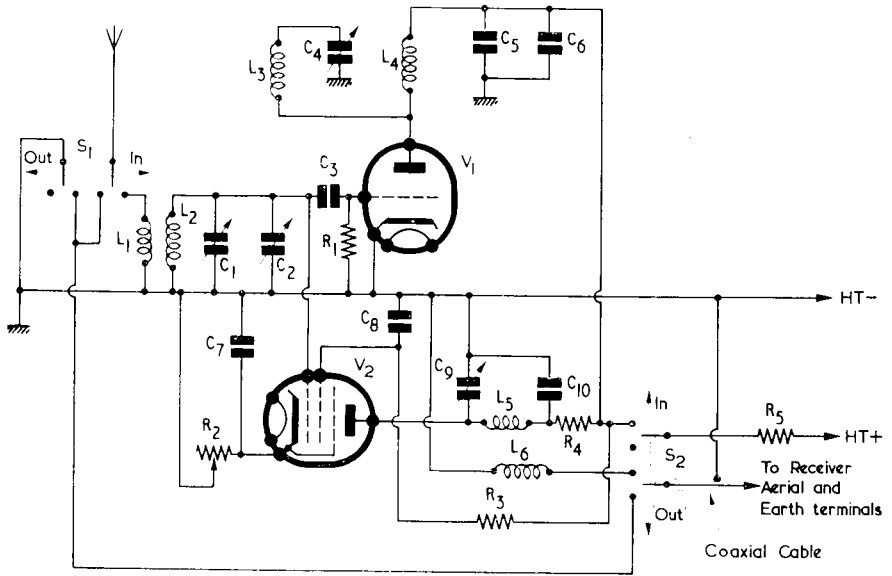 C4
C5
C6
L3
L4
S1
Out
In
C3
V1
L2
L1
C1
C2
R1
HT−
C8
C7
V2
C9
C10
L5
In
R2
R4
R5
HT+
L6
S2
To Receiver
Aerial and
Earth terminals
R3
Out
Coaxial Cable